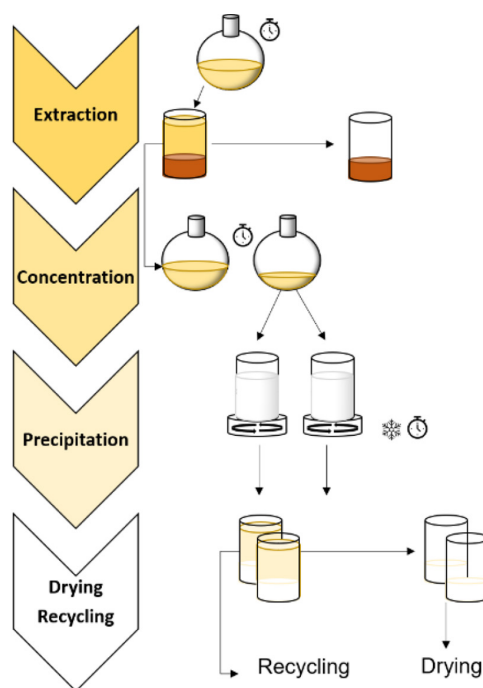 Extraction
Concentration
Precipitation
Drying
Recycling
Recycling
Drying